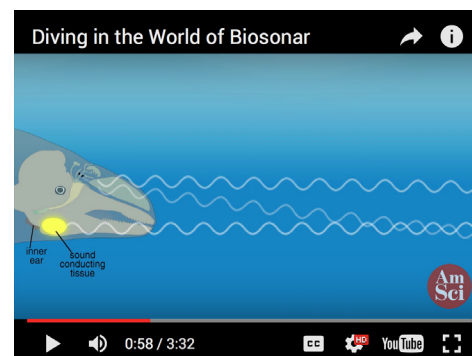 Diving in the World of Biosonar
inner
ear
sound
conducting
tissue
Am
Sci
0:58 / 3:32
CC
HD
YouTube